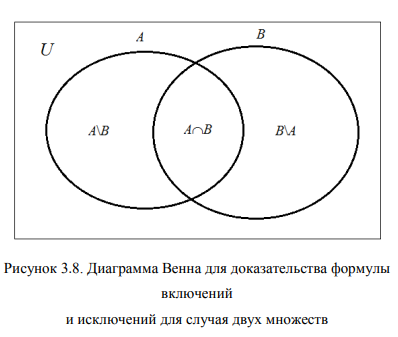 U
A
B
A\B
A∩B
B\A
Рисунок 3.8. Диаграмма Венна для доказательства формулы
включений
и исключений для случая двух множеств